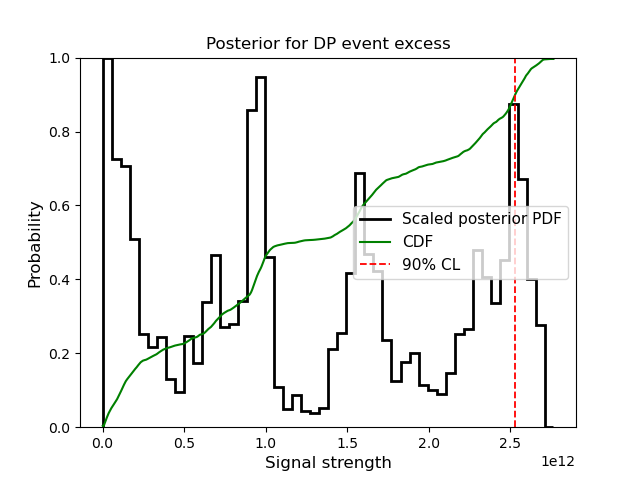 Posterior for DP event excess
Probability
1.0
0.8
0.6
0.4
0.2
0.0
Scaled posterior PDF
CDF
90% CL
0.0 0.5 1.0 1.5 2.0 2.5
1e12
Signal strength